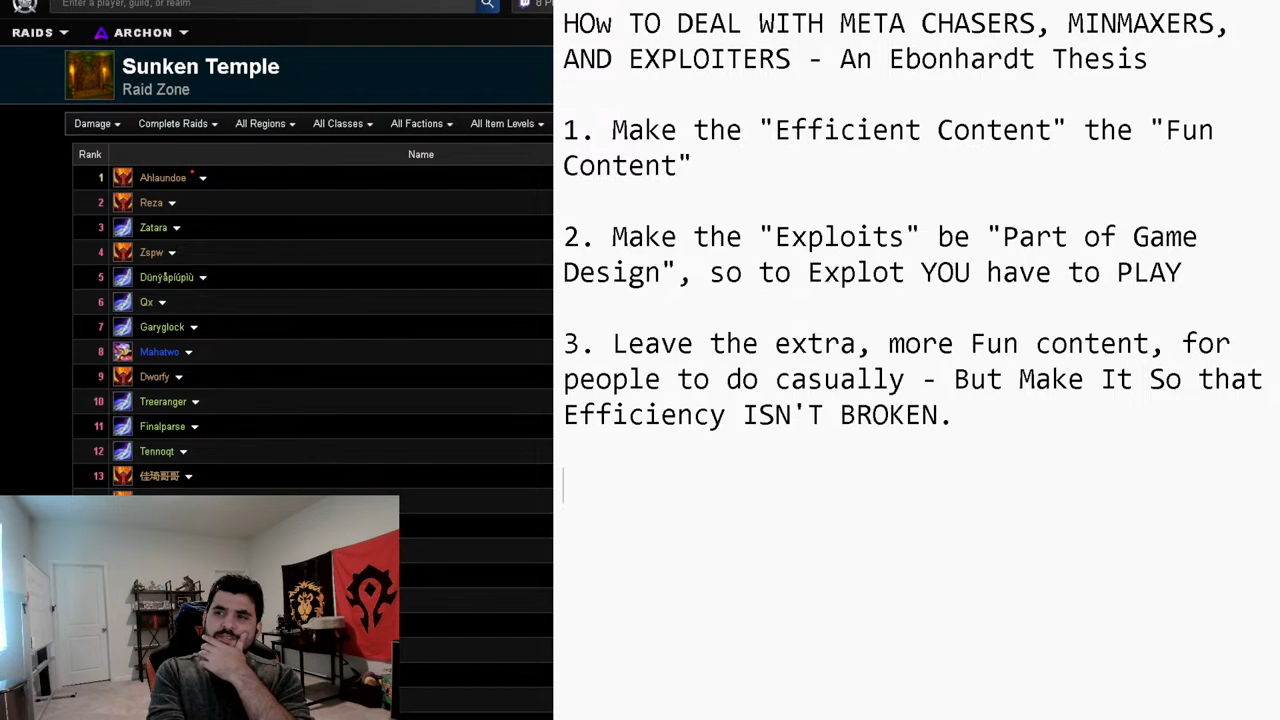 Enter a player, guild, or realm
8 P
RAIDS
ARCHON
Sunken Temple
Raid Zone
Damage Complete Raids All Regions All Classes All Factions All Item Levels
Rank Name
1 Ahlaundoe
2 Reza
3 Zatara
4 Zspw
5 Dünÿåpíúpìù
6 Qx
7 Garyglock
8 Mahatwo
9 Dworfy
10 Treeranger
11 Finalparse
12 Tennoqt
13 佳琦哥哥
HOw TO DEAL WITH META CHASERS, MINMAXERS,
AND EXPLOITERS - An Ebonhardt Thesis
1. Make the "Efficient Content" the "Fun
Content"
2. Make the "Exploits" be "Part of Game
Design", so to Explot YOU have to PLAY
3. Leave the extra, more Fun content, for
people to do casually - But Make It So that
Efficiency ISN'T BROKEN.